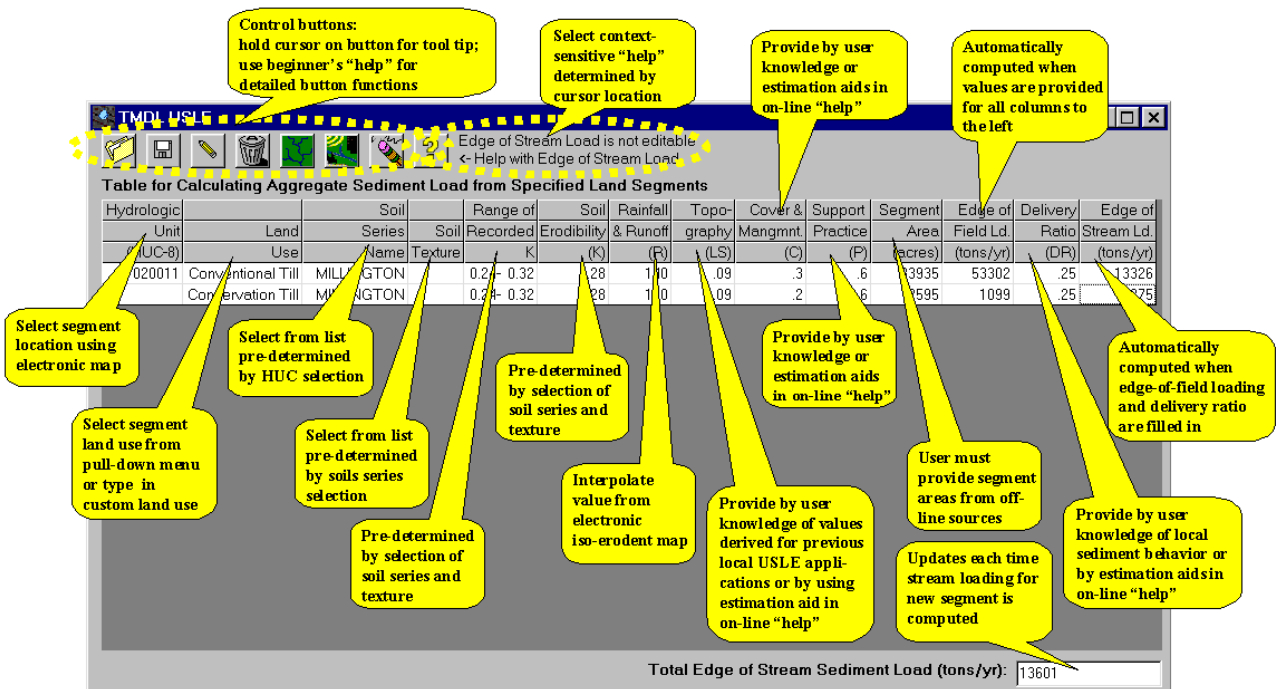 Control buttons:
hold cursor on button for tool tip;
use beginner's "help" for
detailed button functions
Select context-
sensitive "help"
determined by
cursor location
Provide by user
knowledge or
estimation aids in
on-line "help"
Automatically
computed when
values are provided
for all columns to
the left
TMDL USLE
Edge of Stream Load is not editable
<- Help with Edge of Stream Load
Table for Calculating Aggregate Sediment Load from Specified Land Segments
Hydrologic Soil Range of Soil Rainfall Topo- Cover & Support Segment Edge of Delivery Edge of
Unit Land Series Soil Recorded Erodibility & Runoff graphy Mangmnt. Practice Area Field Ld. Ratio Stream Ld.
(HUC-8) Use Name Texture K (K) (R) (LS) (C) (P) (acres) (tons/yr) (DR) (tons/yr)
020011 Conventional Till MILLINGTON 0.24- 0.32 .28 .09 .3 .6 53302 .25 13326
Conservation Till MILLINGTON 0.24- 0.32 .28 .09 .2 .6 1099 .25
Select segment
location using
electronic map
Select from list
pre-determined
by HUC selection
Pre-determined
by selection of
soil series and
texture
Provide by user
knowledge or
estimation aids
in on-line "help"
Automatically
computed when
edge-of-field loading
and delivery ratio
are filled in
Select segment
land use from
pull-down menu
or type in
custom land use
Select from list
pre-determined
by soils series
selection
Pre-determined
by selection of
soil series and
texture
Interpolate
value from
electronic
iso-erodent map
Provide by user
knowledge of values
derived for previous
local USLE appli-
cations or by using
estimation aid in
on-line "help"
User must
provide segment
areas from off-
line sources
Updates each time
stream loading for
new segment is
computed
Provide by user
knowledge of local
sediment behavior or
by estimation aids in
on-line "help"
Total Edge of Stream Sediment Load (tons/yr): 13601